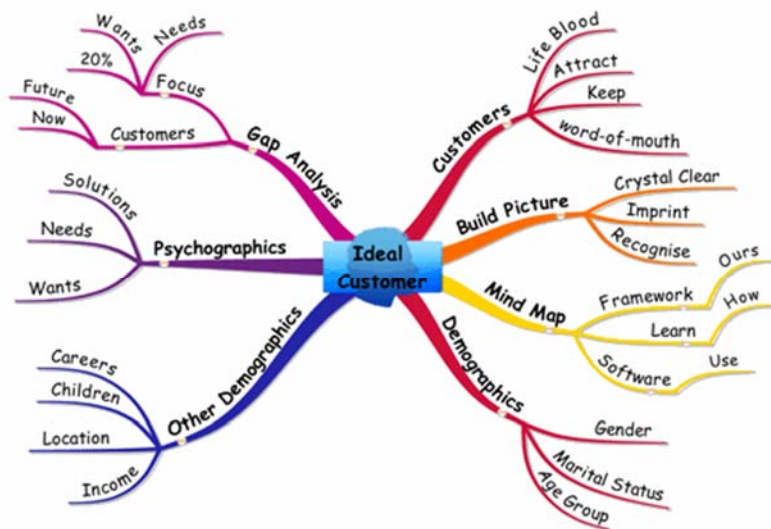 Ideal
Customer
Customers
Life Blood
Attract
Keep
word-of-mouth
Build Picture
Crystal Clear
Imprint
Recognise
Mind Map
Framework
Ours
Learn
How
Software
Use
Demographics
Gender
Marital Status
Age Group
Other Demographics
Careers
Children
Location
Income
Psychographics
Solutions
Needs
Wants
Gap Analysis
Focus
Needs
Wants
20%
Customers
Future
Now